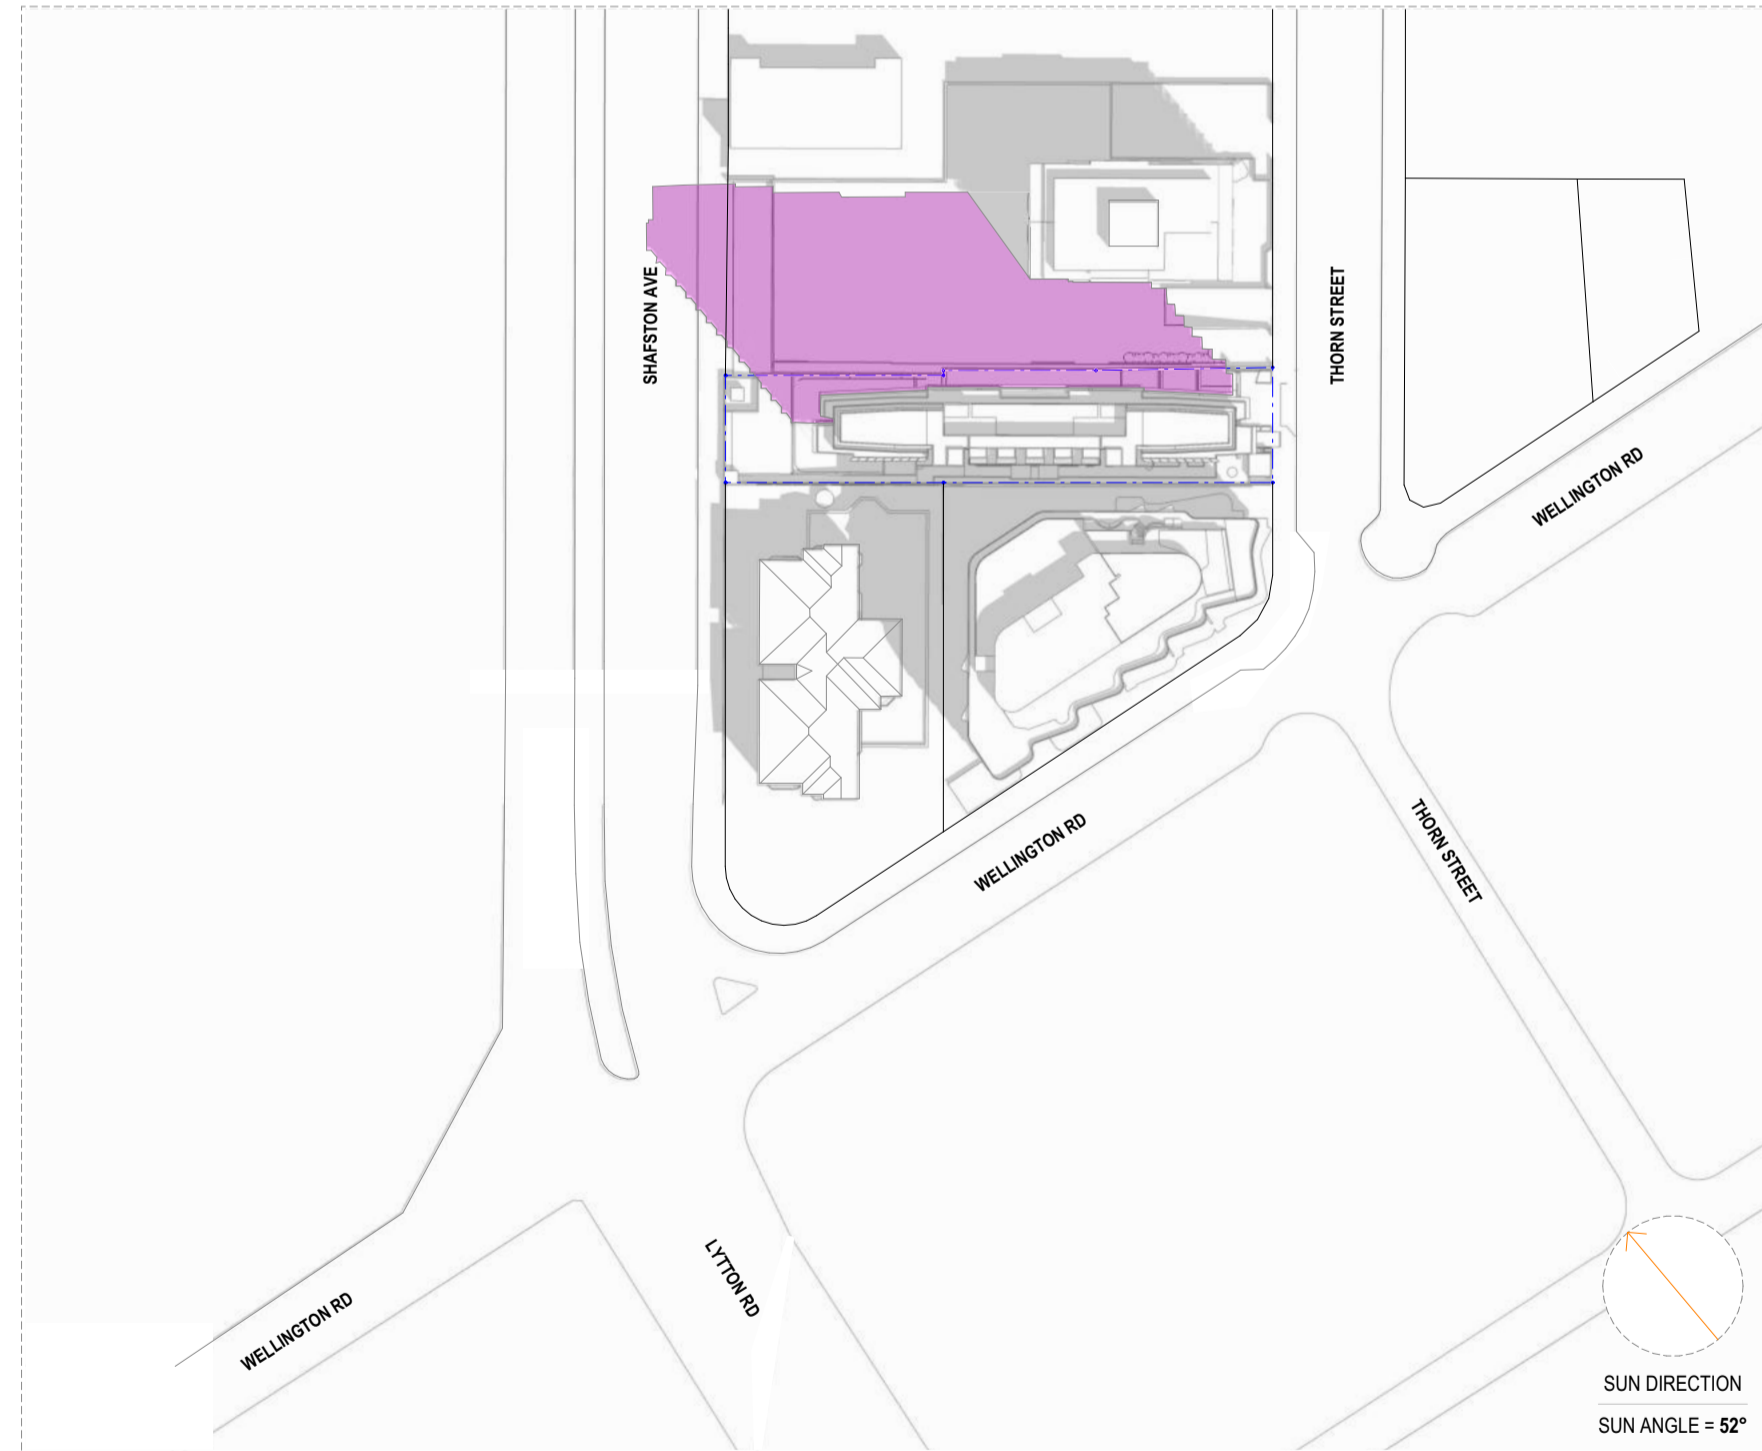 SHAFSTON AVE
THORN STREET
WELLINGTON RD
WELLINGTON RD
THORN STREET
LYTTON RD
WELLINGTON RD
SUN DIRECTION
SUN ANGLE = 52°